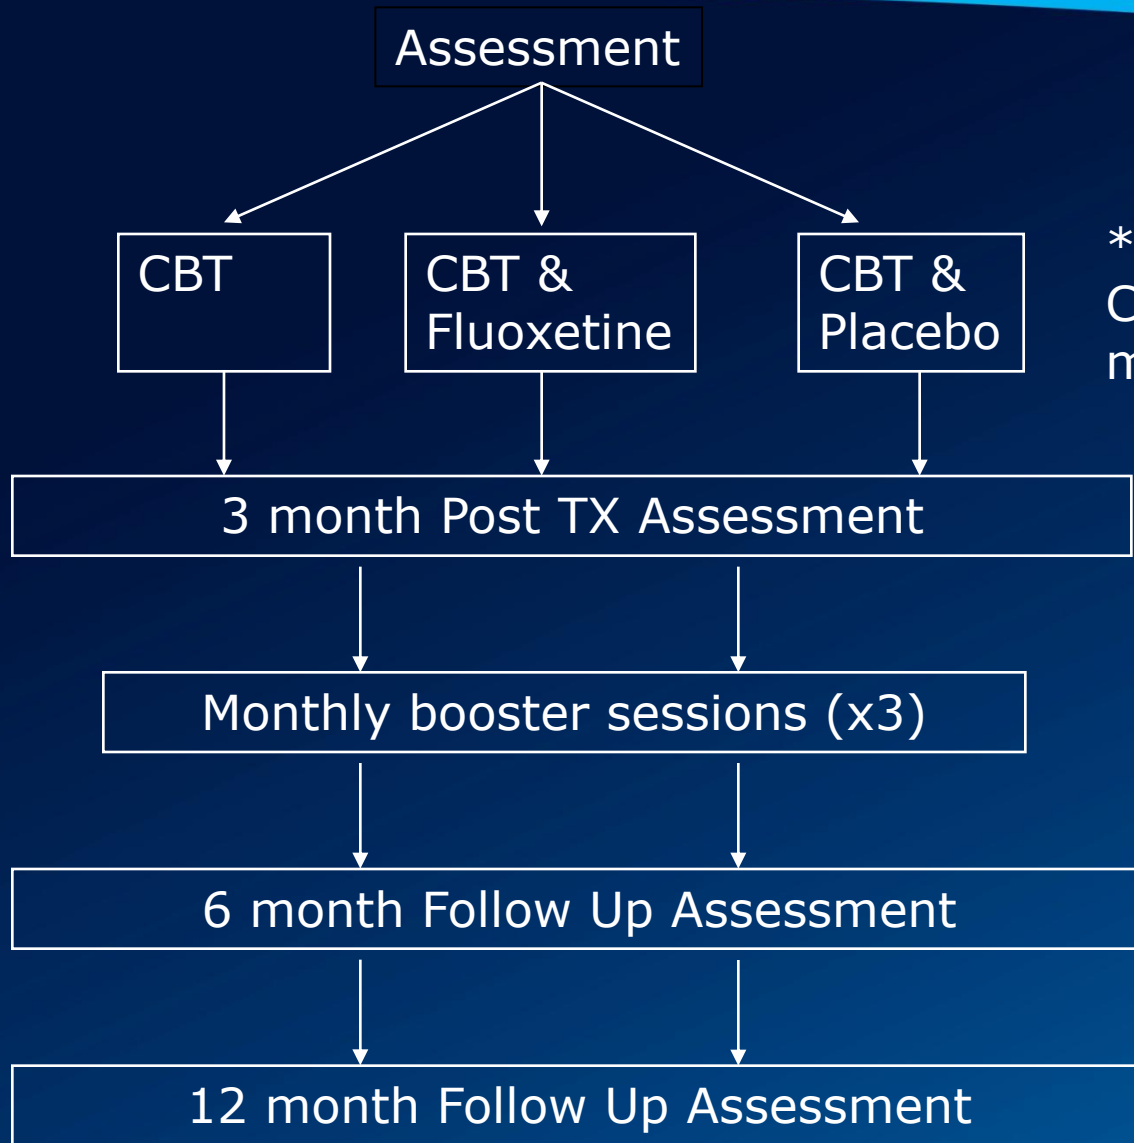 Assessment
CBT
CBT &
Fluoxetine
CBT &
Placebo
*
3 month Post TX Assessment
Monthly booster sessions (x3)
6 month Follow Up Assessment
12 month Follow Up Assessment